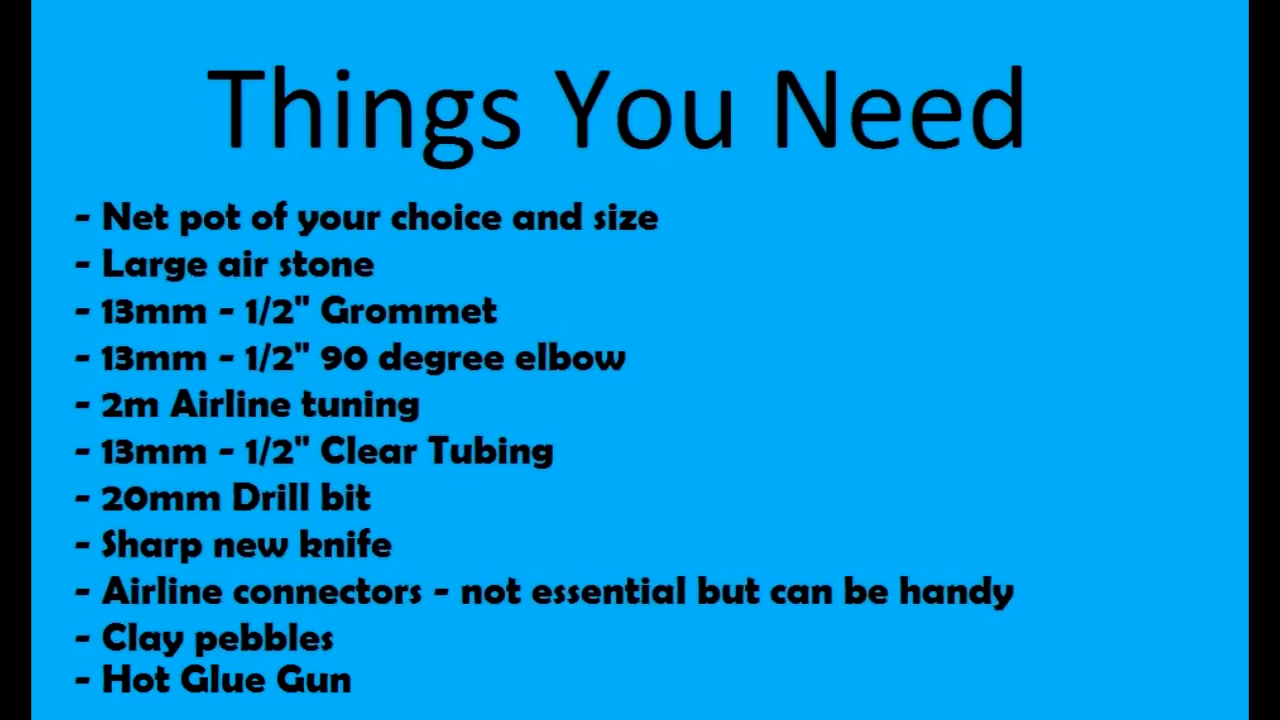 Things You Need
- Net pot of your choice and size
- Large air stone
- 13mm - 1/2" Grommet
- 13mm - 1/2" 90 degree elbow
- 2m Airline tuning
- 13mm - 1/2" Clear Tubing
- 20mm Drill bit
- Sharp new knife
- Airline connectors - not essential but can be handy
- Clay pebbles
- Hot Glue Gun